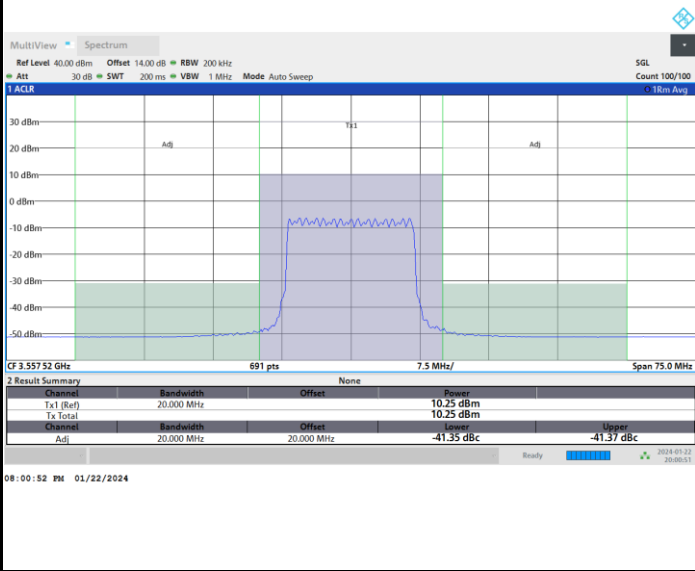 MultiView Spectrum
Ref Level 40.00 dBm Offset 14.00 dB RBW 200 kHz SGL
Att 30 dB SWT 200 ms VBW 1 MHz Mode Auto Sweep Count 100/100
1 ACLR 1Rm Avg
30 dBm
Tx1
20 dBm Adj Adj
10 dBm
0 dBm
-10 dBm
-20 dBm
-30 dBm
-40 dBm
-50 dBm
CF 3.557 52 GHz 691 pts 7.5 MHz/ Span 75.0 MHz
2 Result Summary None
Channel Bandwidth Offset Power
Tx1 (Ref) 20.000 MHz 10.25 dBm
Tx Total 10.25 dBm
Channel Bandwidth Offset Lower Upper
Adj 20.000 MHz 20.000 MHz -41.35 dBc -41.37 dBc
Ready 2024-01-22
20:00:51
08:00:52 PM 01/22/2024